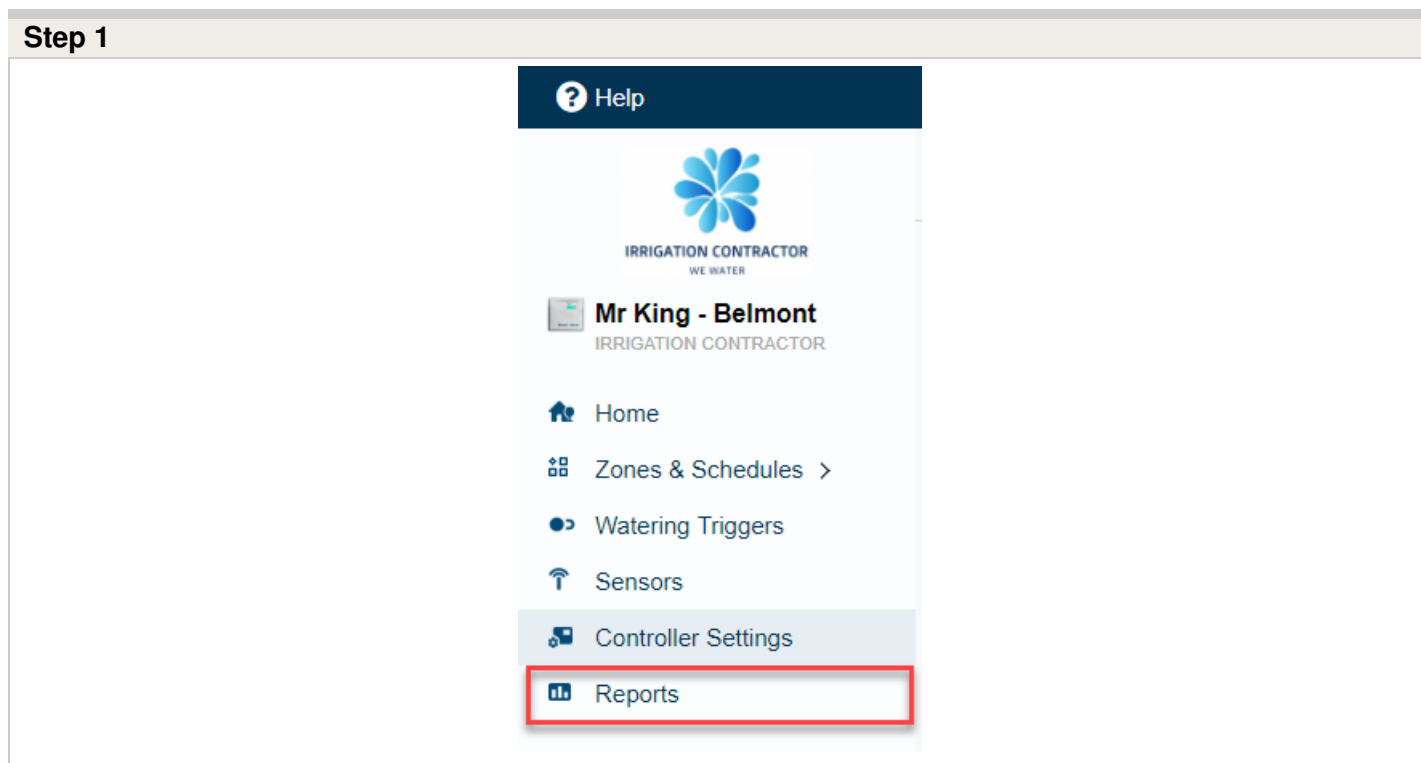 Step 1
? Help
IRRIGATION CONTRACTOR
WE WATER
Mr King - Belmont
IRRIGATION CONTRACTOR
Home
Zones & Schedules >
Watering Triggers
Sensors
Controller Settings
Reports